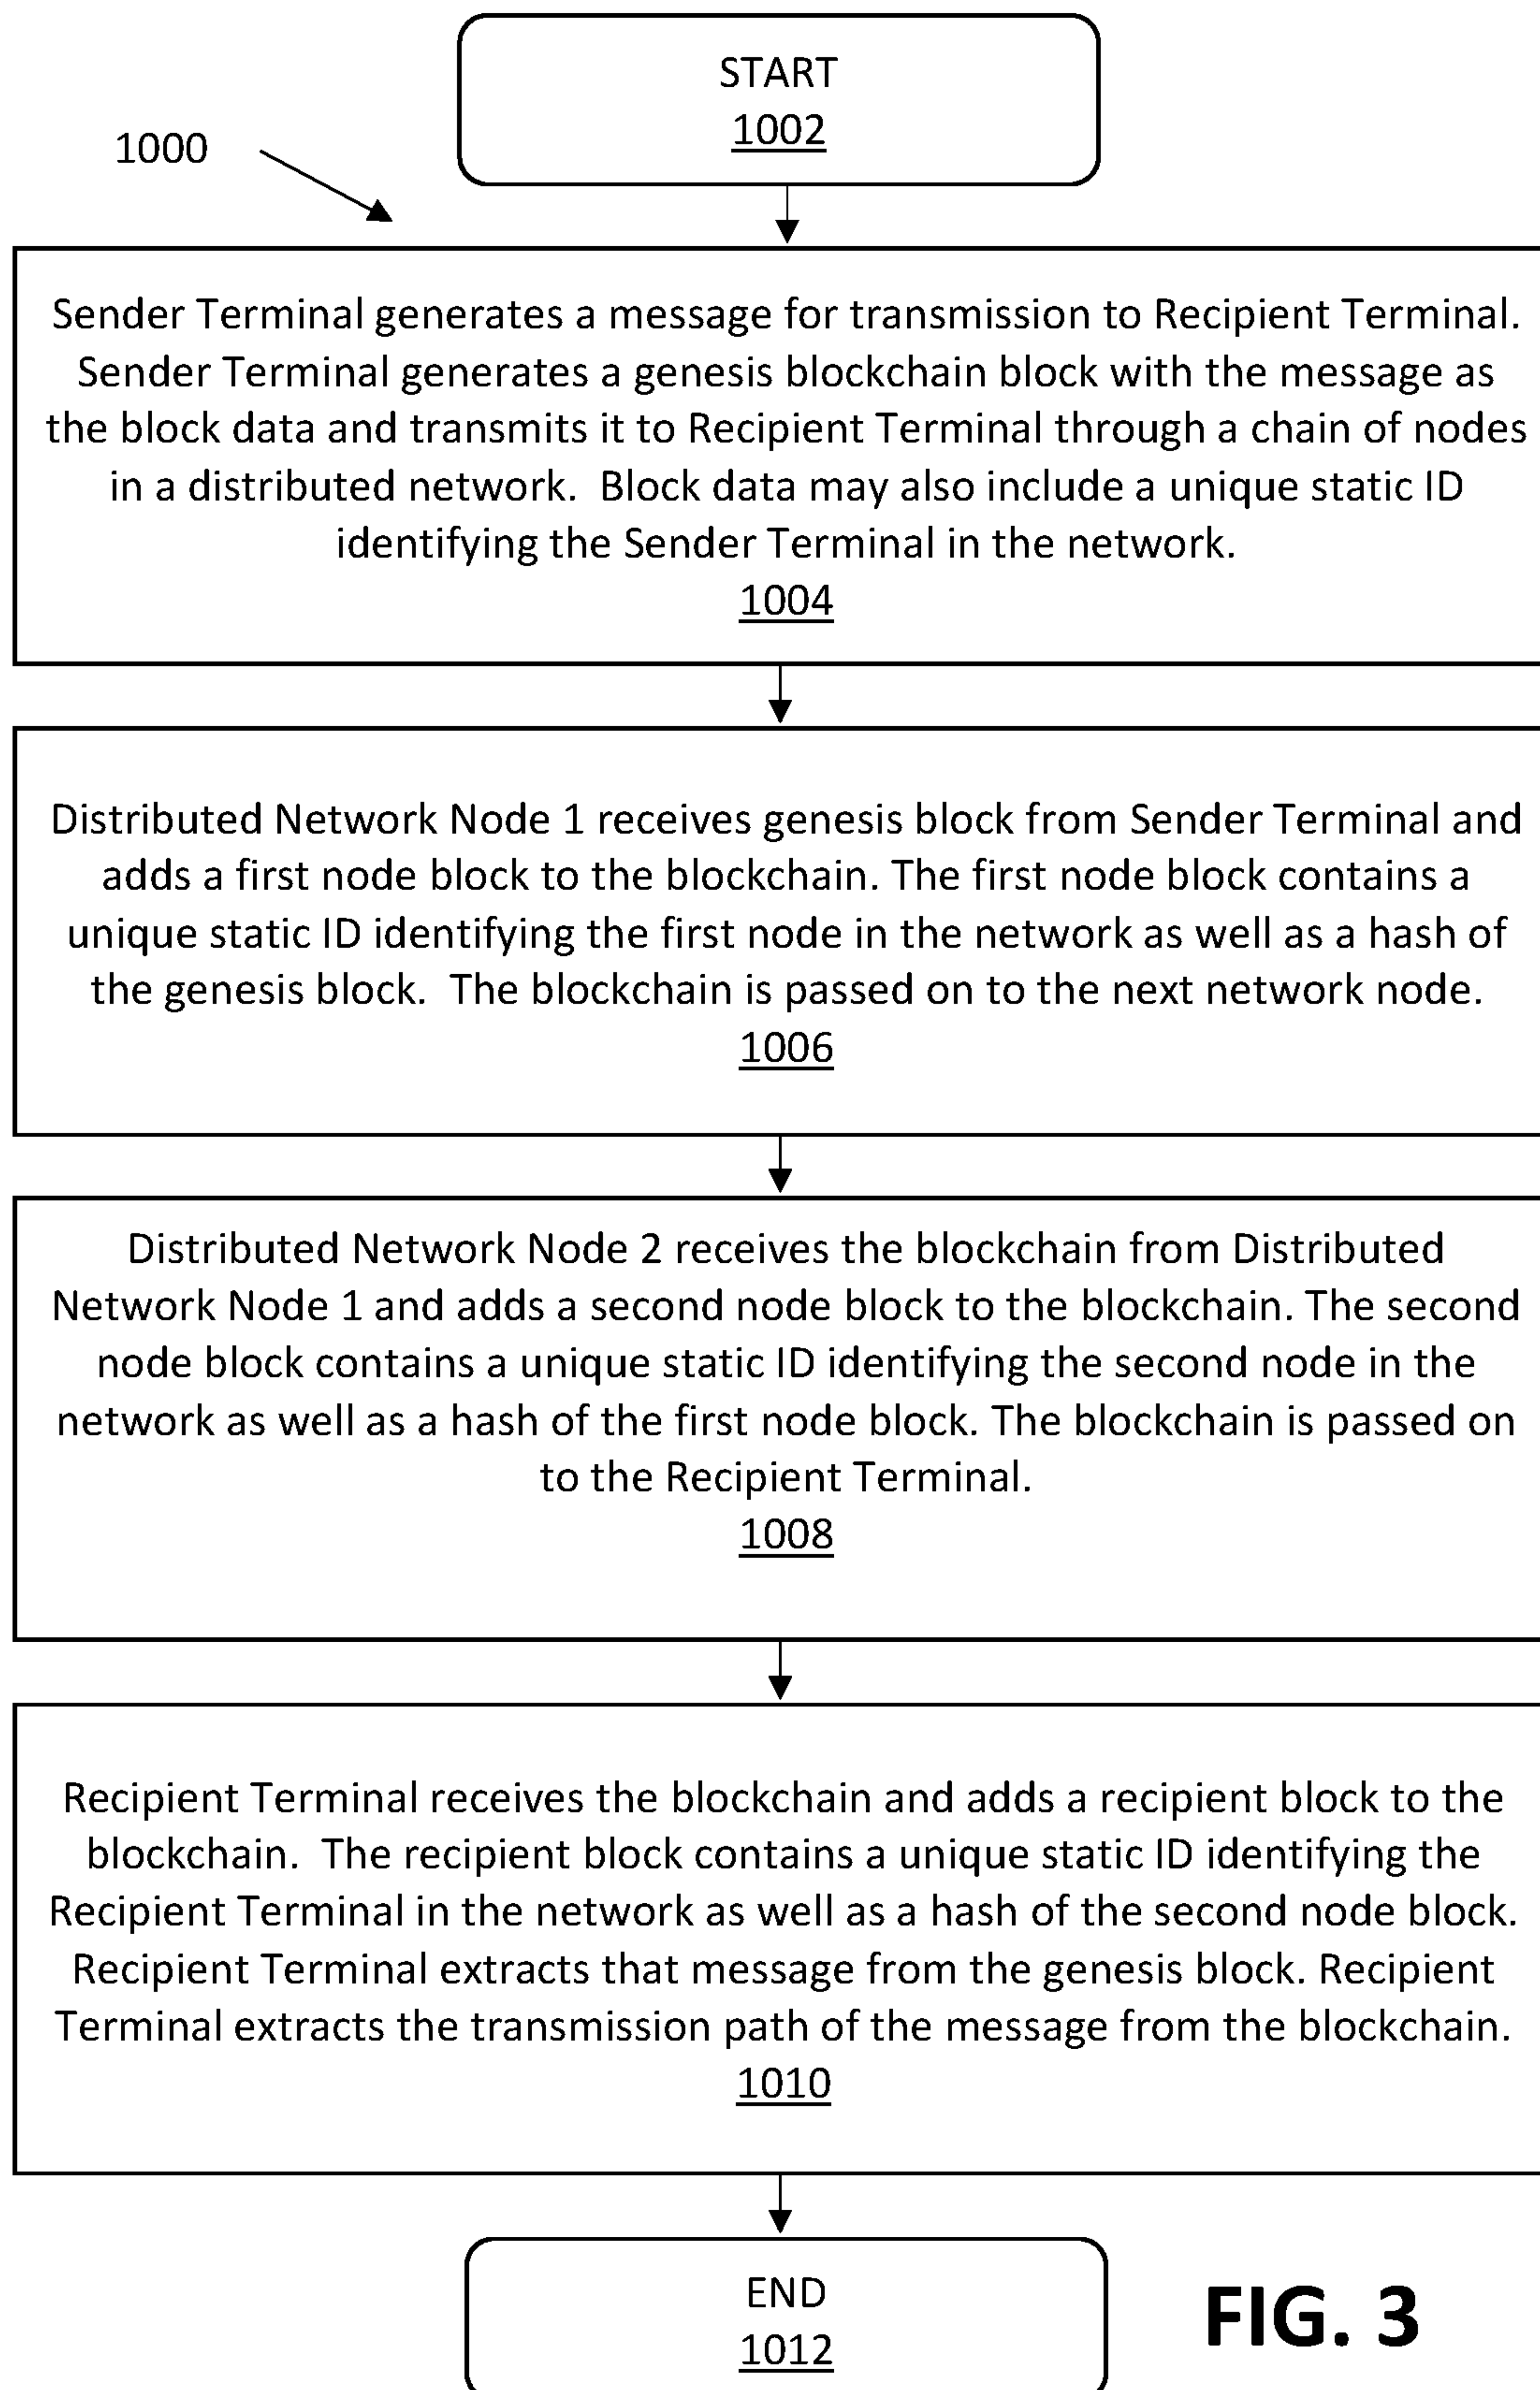 START
1002
1000
Sender Terminal generates a message for transmission to Recipient Terminal.
Sender Terminal generates a genesis blockchain block with the message as
the block data and transmits it to Recipient Terminal through a chain of nodes
in a distributed network.  Block data may also include a unique static ID
identifying the Sender Terminal in the network.
1004
Distributed Network Node 1 receives genesis block from Sender Terminal and
adds a first node block to the blockchain. The first node block contains a
unique static ID identifying the first node in the network as well as a hash of
the genesis block.  The blockchain is passed on to the next network node.
1006
Distributed Network Node 2 receives the blockchain from Distributed
Network Node 1 and adds a second node block to the blockchain. The second
node block contains a unique static ID identifying the second node in the
network as well as a hash of the first node block. The blockchain is passed on
to the Recipient Terminal.
1008
Recipient Terminal receives the blockchain and adds a recipient block to the
blockchain.  The recipient block contains a unique static ID identifying the
Recipient Terminal in the network as well as a hash of the second node block.
Recipient Terminal extracts that message from the genesis block. Recipient
Terminal extracts the transmission path of the message from the blockchain.
1010
END
1012
FIG. 3